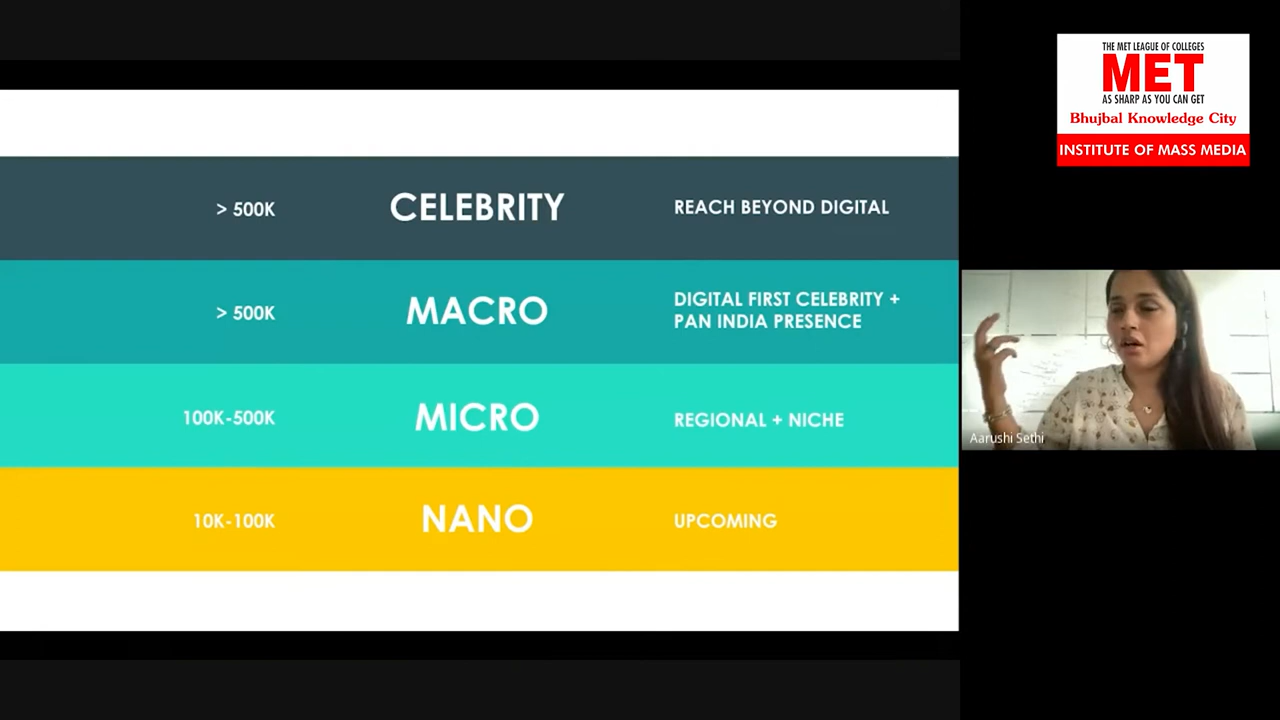 > 500K
CELEBRITY
REACH BEYOND DIGITAL
> 500K
MACRO
DIGITAL FIRST CELEBRITY +
PAN INDIA PRESENCE
100K-500K
MICRO
REGIONAL + NICHE
10K-100K
NANO
UPCOMING
THE MET LEAGUE OF COLLEGES
MET
AS SHARP AS YOU CAN GET
Bhujbal Knowledge City
INSTITUTE OF MASS MEDIA
Aarushi Sethi